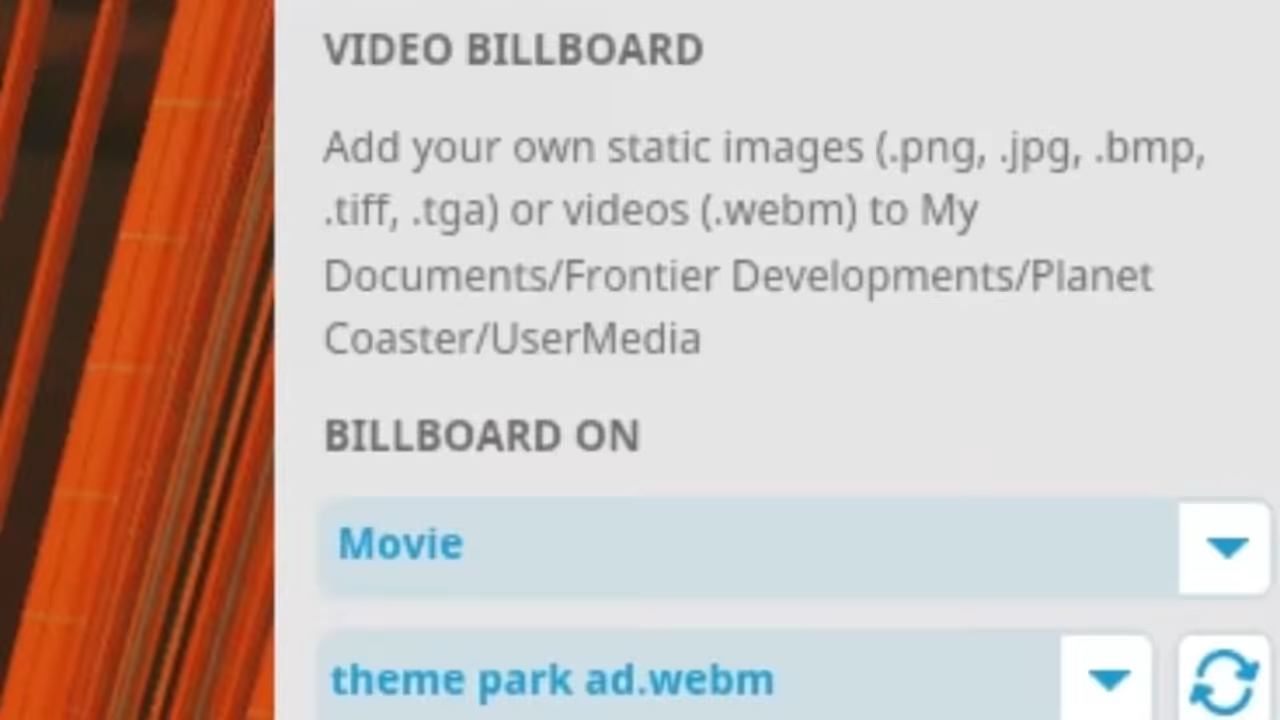 VIDEO BILLBOARD
Add your own static images (.png, .jpg, .bmp,
.tiff, .tga) or videos (.webm) to My
Documents/Frontier Developments/Planet
Coaster/UserMedia
BILLBOARD ON
Movie
theme park ad.webm